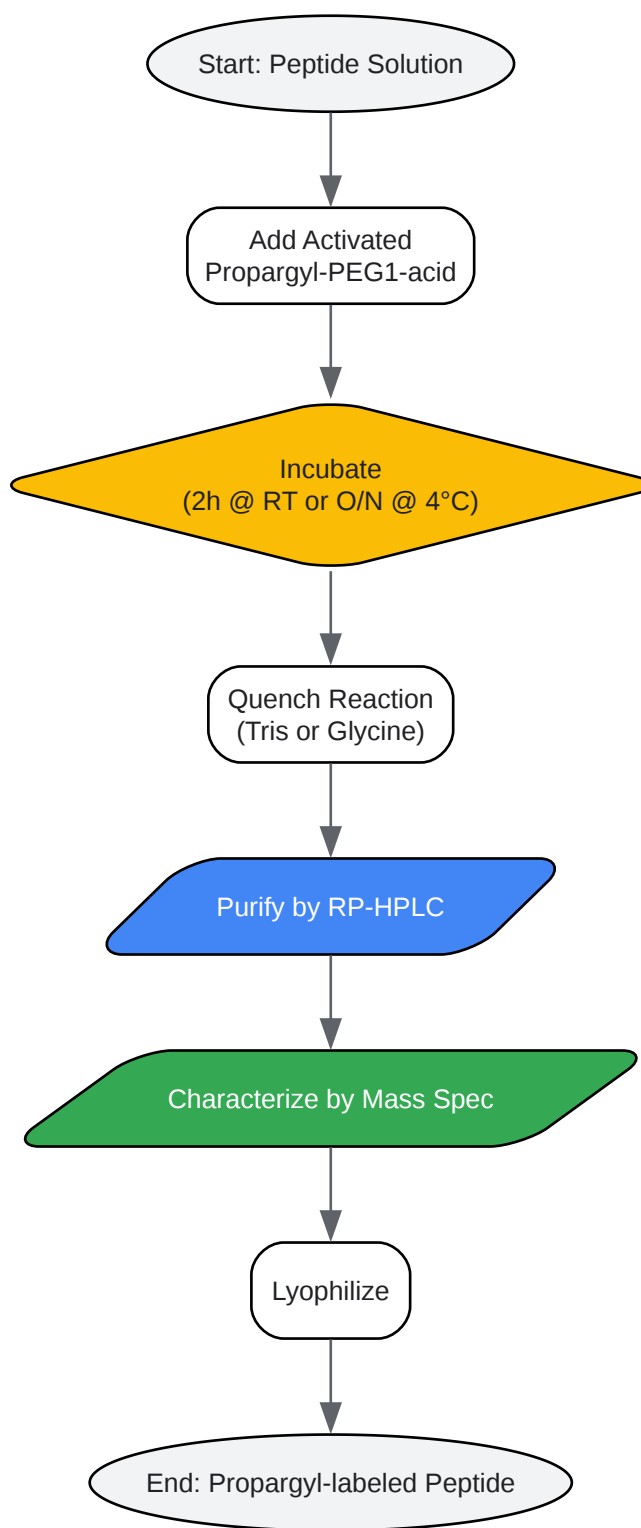 Start: Peptide Solution
Add Activated
Propargyl-PEG1-acid
Incubate
(2h @ RT or O/N @ 4°C)
Quench Reaction
(Tris or Glycine)
Purify by RP-HPLC
Characterize by Mass Spec
Lyophilize
End: Propargyl-labeled Peptide